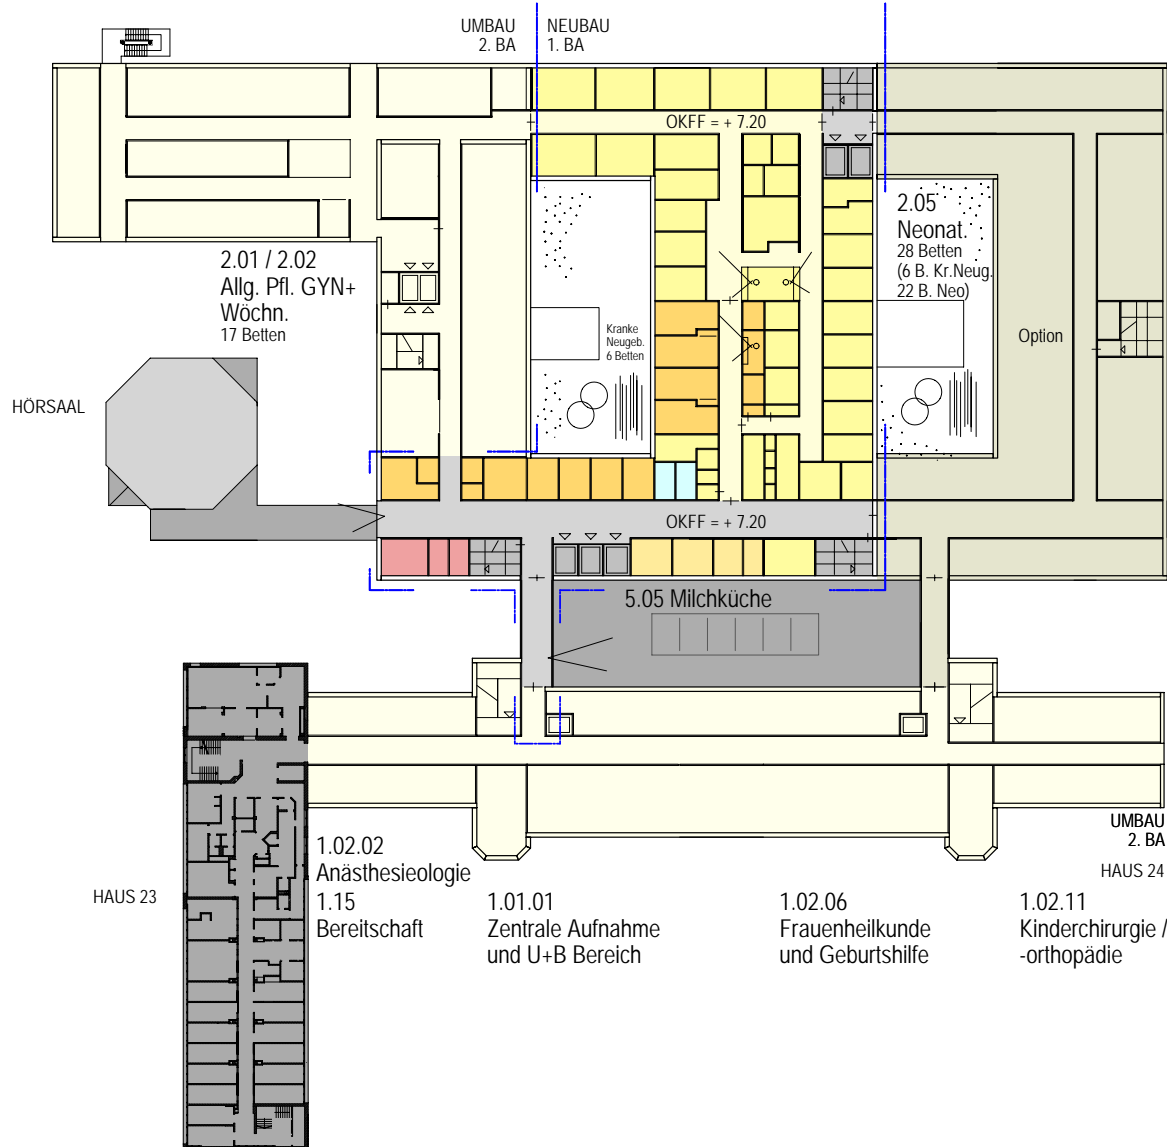 UMBAU
2. BA
NEUBAU
1. BA
OKFF = + 7.20
2.05
Neonat.
28 Betten
(6 B. Kr.Neug.
22 B. Neo)
2.01 / 2.02
Allg. Pfl. GYN+
Wöchn.
17 Betten
Kranke
Neugeb.
6 Betten
Option
HÖRSAAL
OKFF = + 7.20
5.05 Milchküche
UMBAU
2. BA
HAUS 24
HAUS 23
1.02.02
Anästhesieologie
1.15
Bereitschaft
1.01.01
Zentrale Aufnahme
und U+B Bereich
1.02.06
Frauenheilkunde
und Geburtshilfe
1.02.11
Kinderchirurgie /
-orthopädie